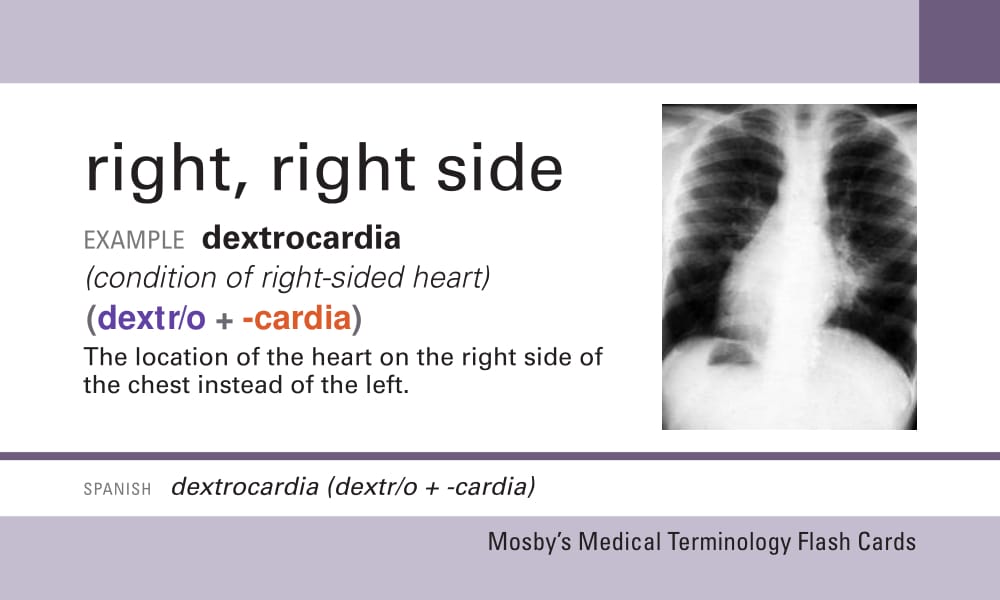 right, right side
EXAMPLE dextrocardia
(condition of right-sided heart)
(dextr/o + -cardia)
The location of the heart on the right side of
the chest instead of the left.
SPANISH dextrocardia (dextr/o + -cardia)
Mosby's Medical Terminology Flash Cards